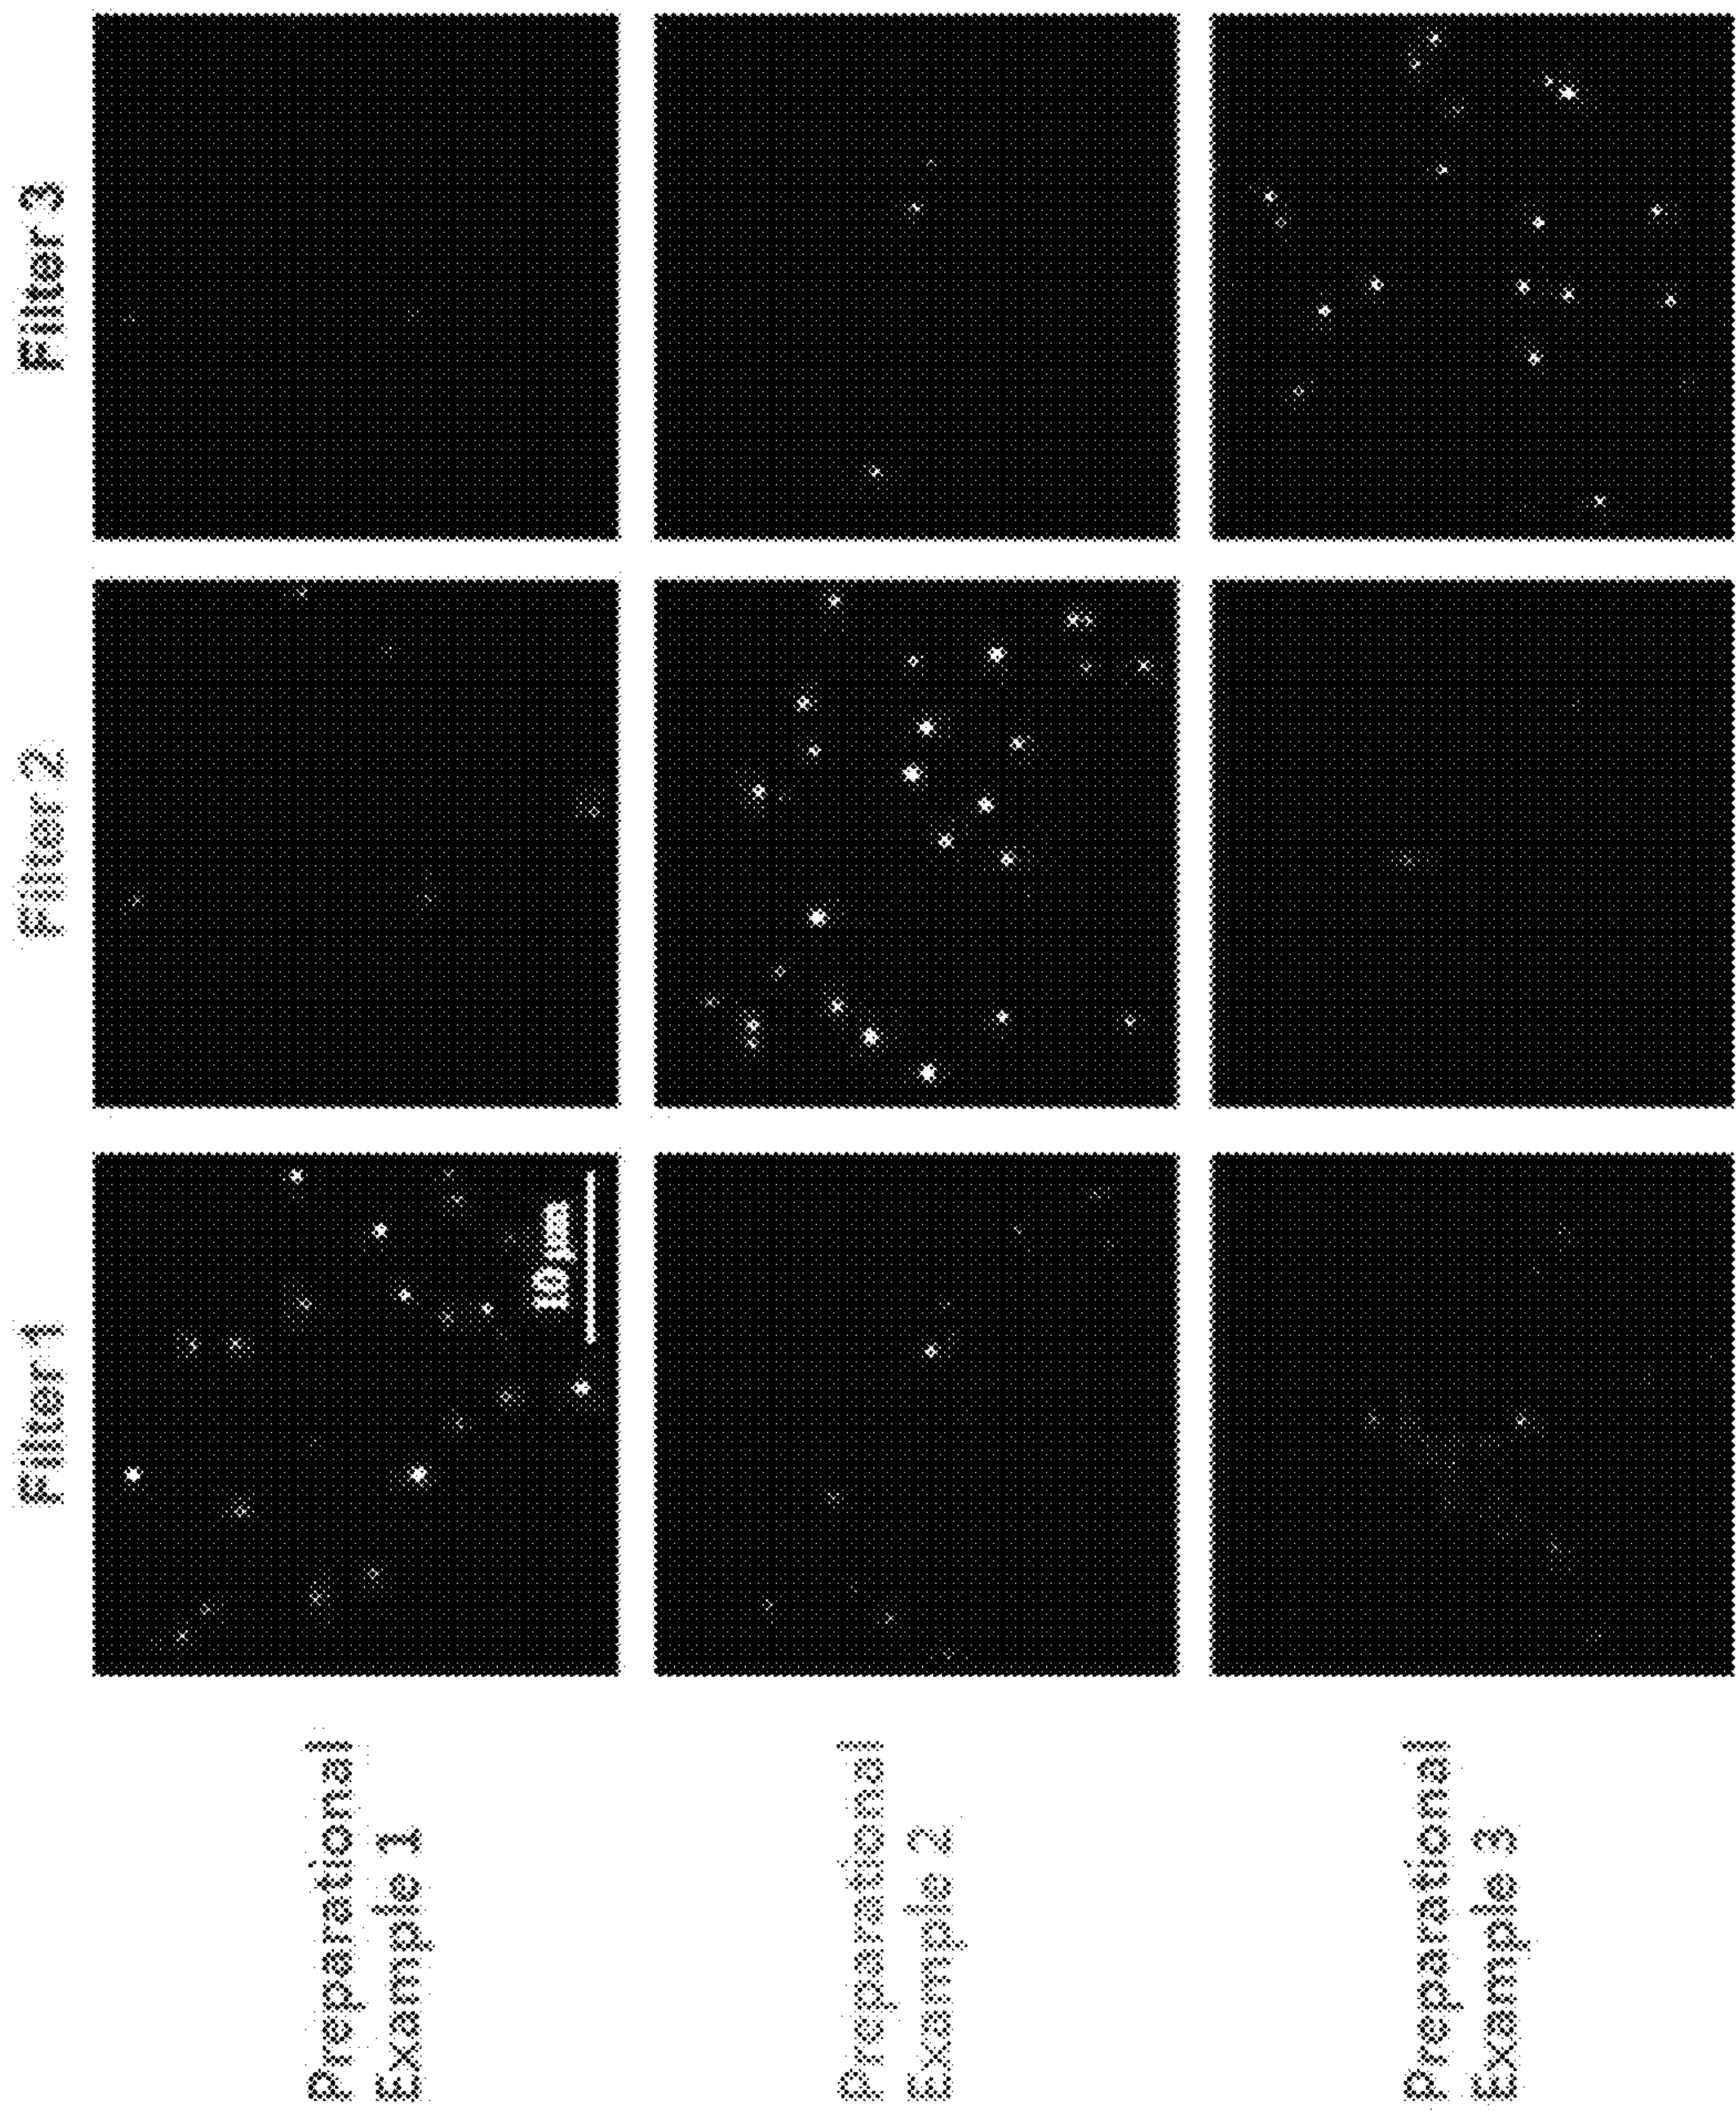 Filter 1
Filter 2
Filter 3
Preparational
Example 1
10 μm
Preparational
Example 2
Preparational
Example 3